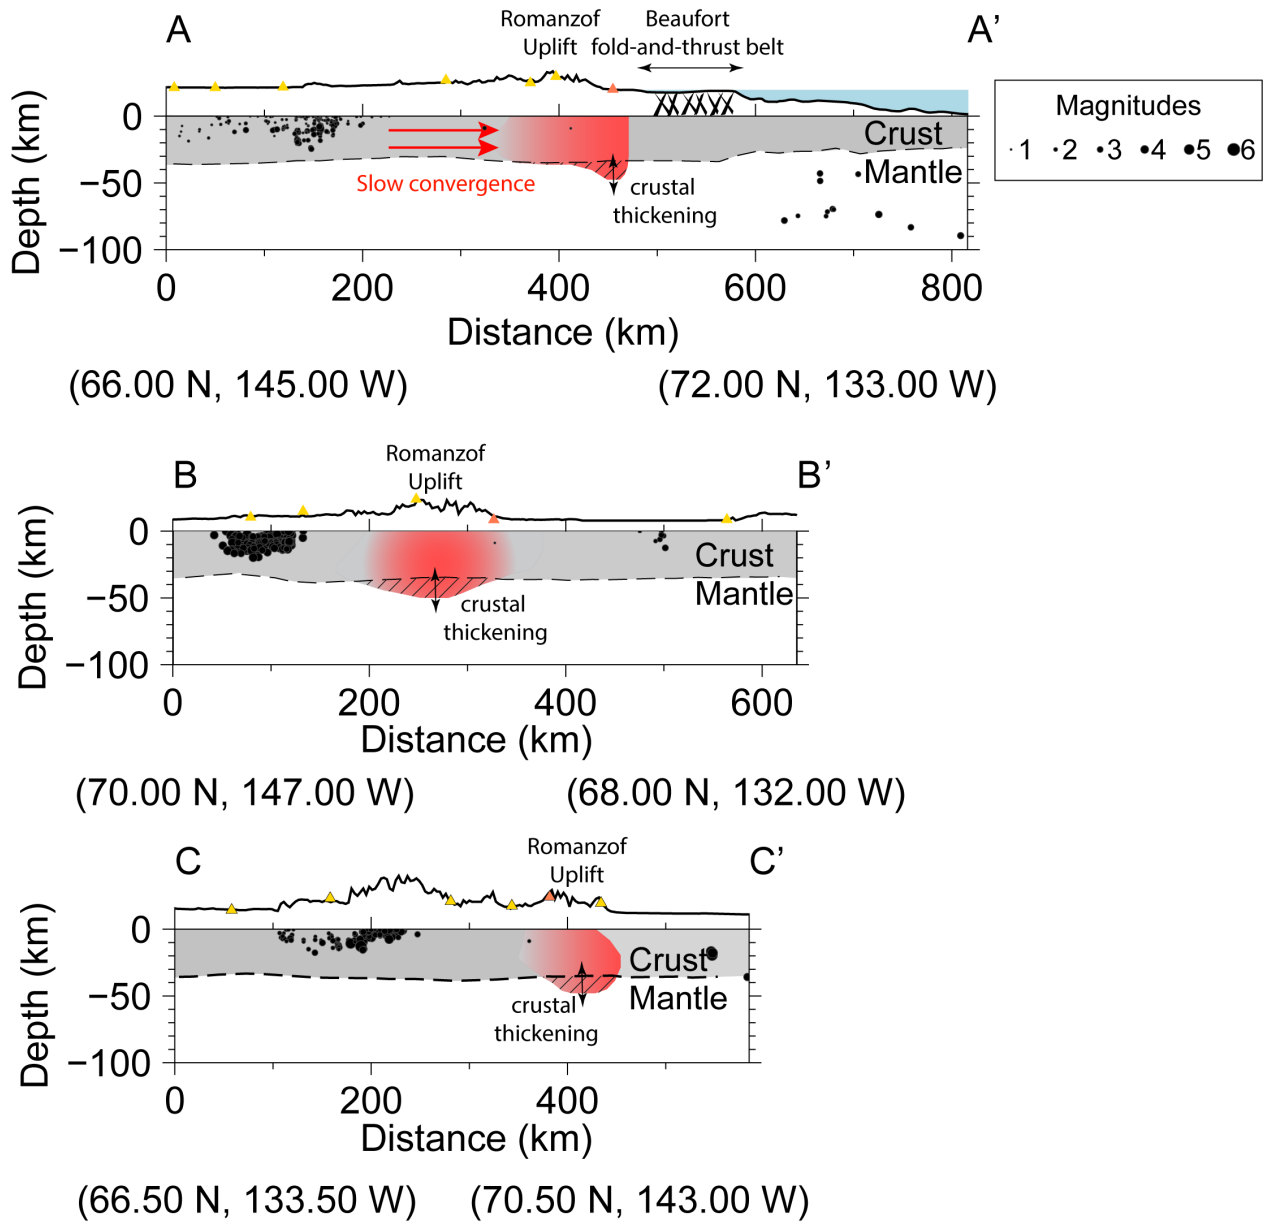 A
Romanzof
Uplift
Beaufort
fold-and-thrust belt
A’
Magnitudes
1 2 3 4 5 6
Depth (km)
0
−50
−100
Crust
Mantle
Slow convergence
crustal
thickening
0 200 400 600 800
Distance (km)
(66.00 N, 145.00 W) (72.00 N, 133.00 W)
B
Romanzof
Uplift
B’
Depth (km)
0
−50
−100
Crust
Mantle
crustal
thickening
0 200 400 600
Distance (km)
(70.00 N, 147.00 W) (68.00 N, 132.00 W)
C
Romanzof
Uplift
C’
Depth (km)
0
−50
−100
Crust
Mantle
crustal
thickening
0 200 400
Distance (km)
(66.50 N, 133.50 W) (70.50 N, 143.00 W)